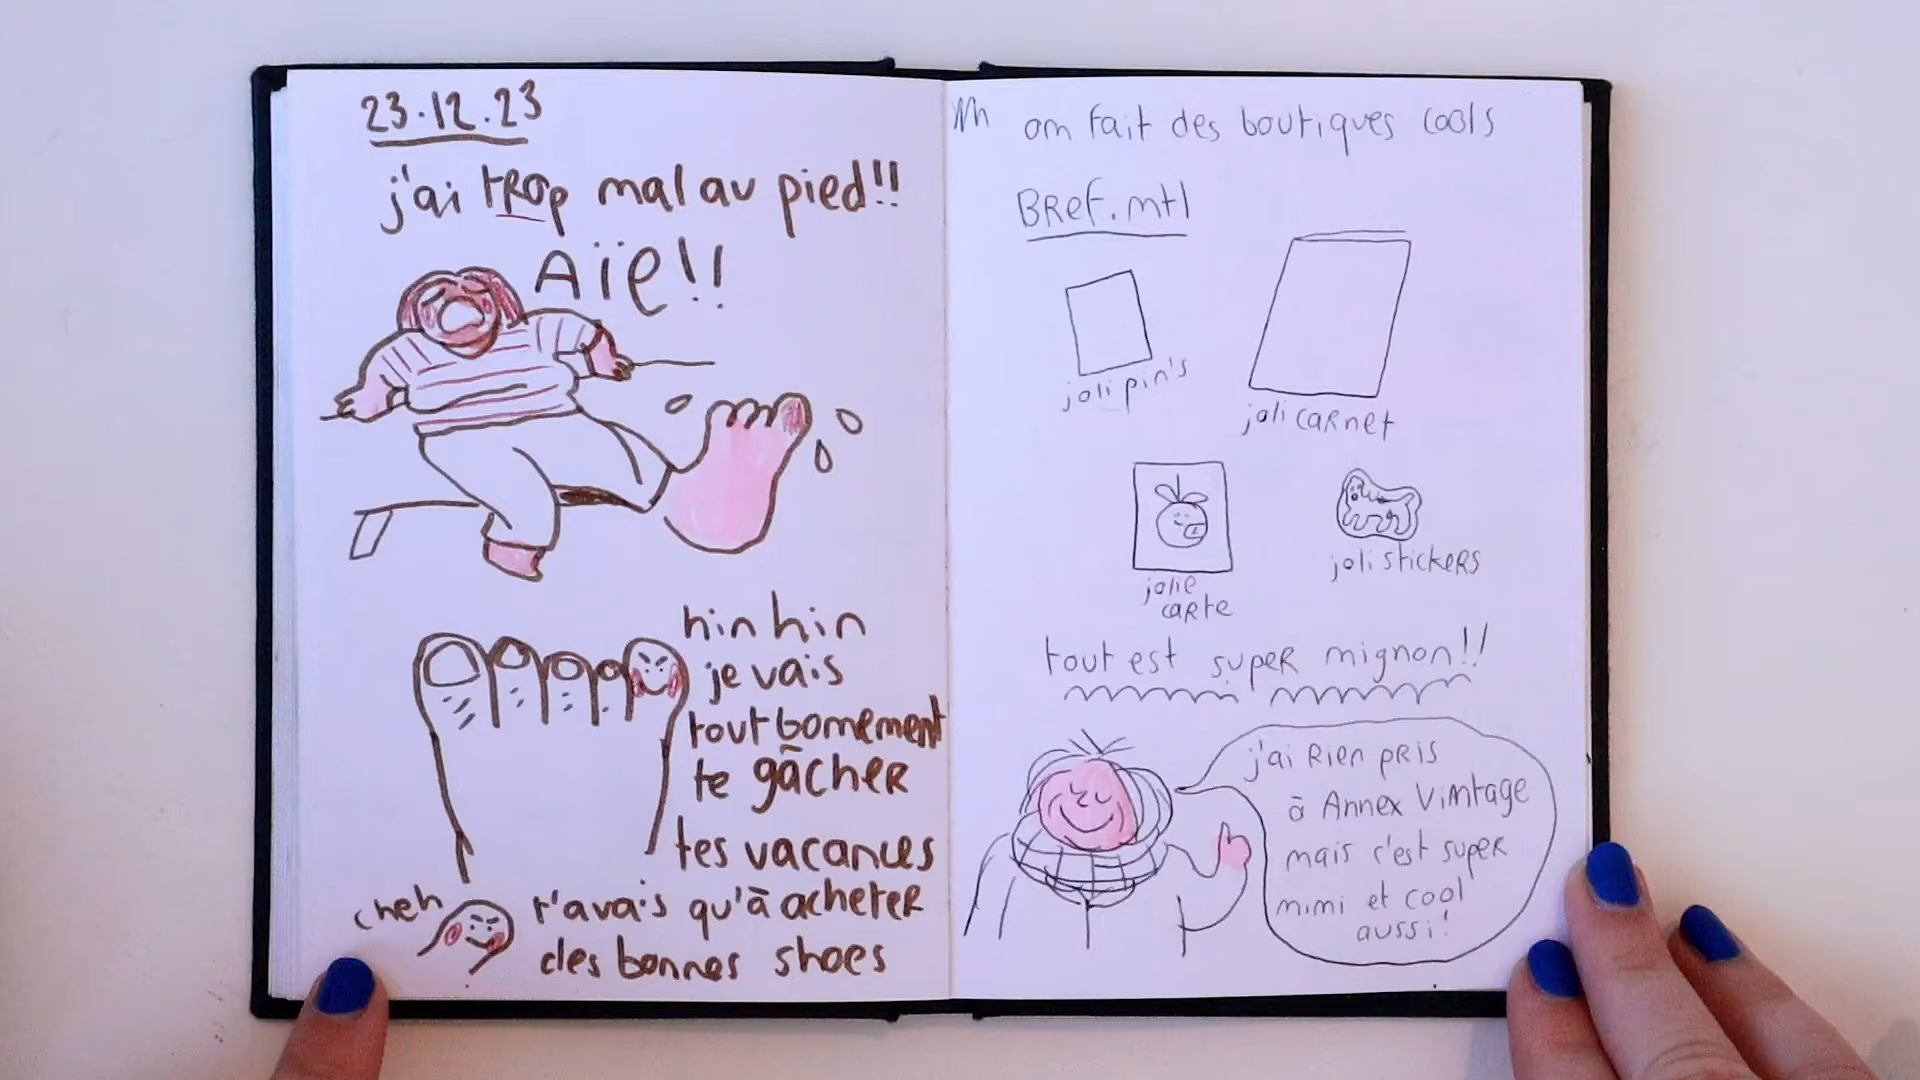 23.12.23
j'ai trop mal au pied!!
Aïe!!
hin hin
je vais
tout bonnement
te gâcher
tes vacances
cheh
t'avais qu'à acheter
des bonnes shoes
on fait des boutiques cools
BRef.mtl
joli pin's
joli carnet
jolie
carte
joli stickers
tout est super mignon!!
j'ai Rien pris
à Annex Vintage
mais c'est super
mimi et cool
aussi!